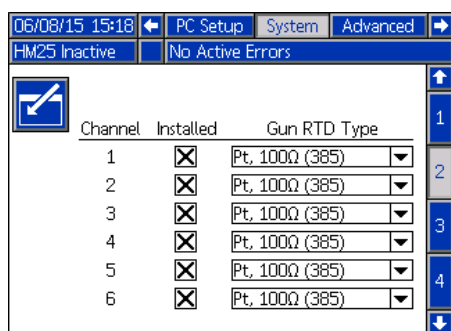 06/08/15 15:18 PC Setup System Advanced
HM25 Inactive No Active Errors
Channel Installed Gun RTD Type
1 Pt, 100Ω (385)
2 Pt, 100Ω (385)
3 Pt, 100Ω (385)
4 Pt, 100Ω (385)
5 Pt, 100Ω (385)
6 Pt, 100Ω (385)
1
2
3
4